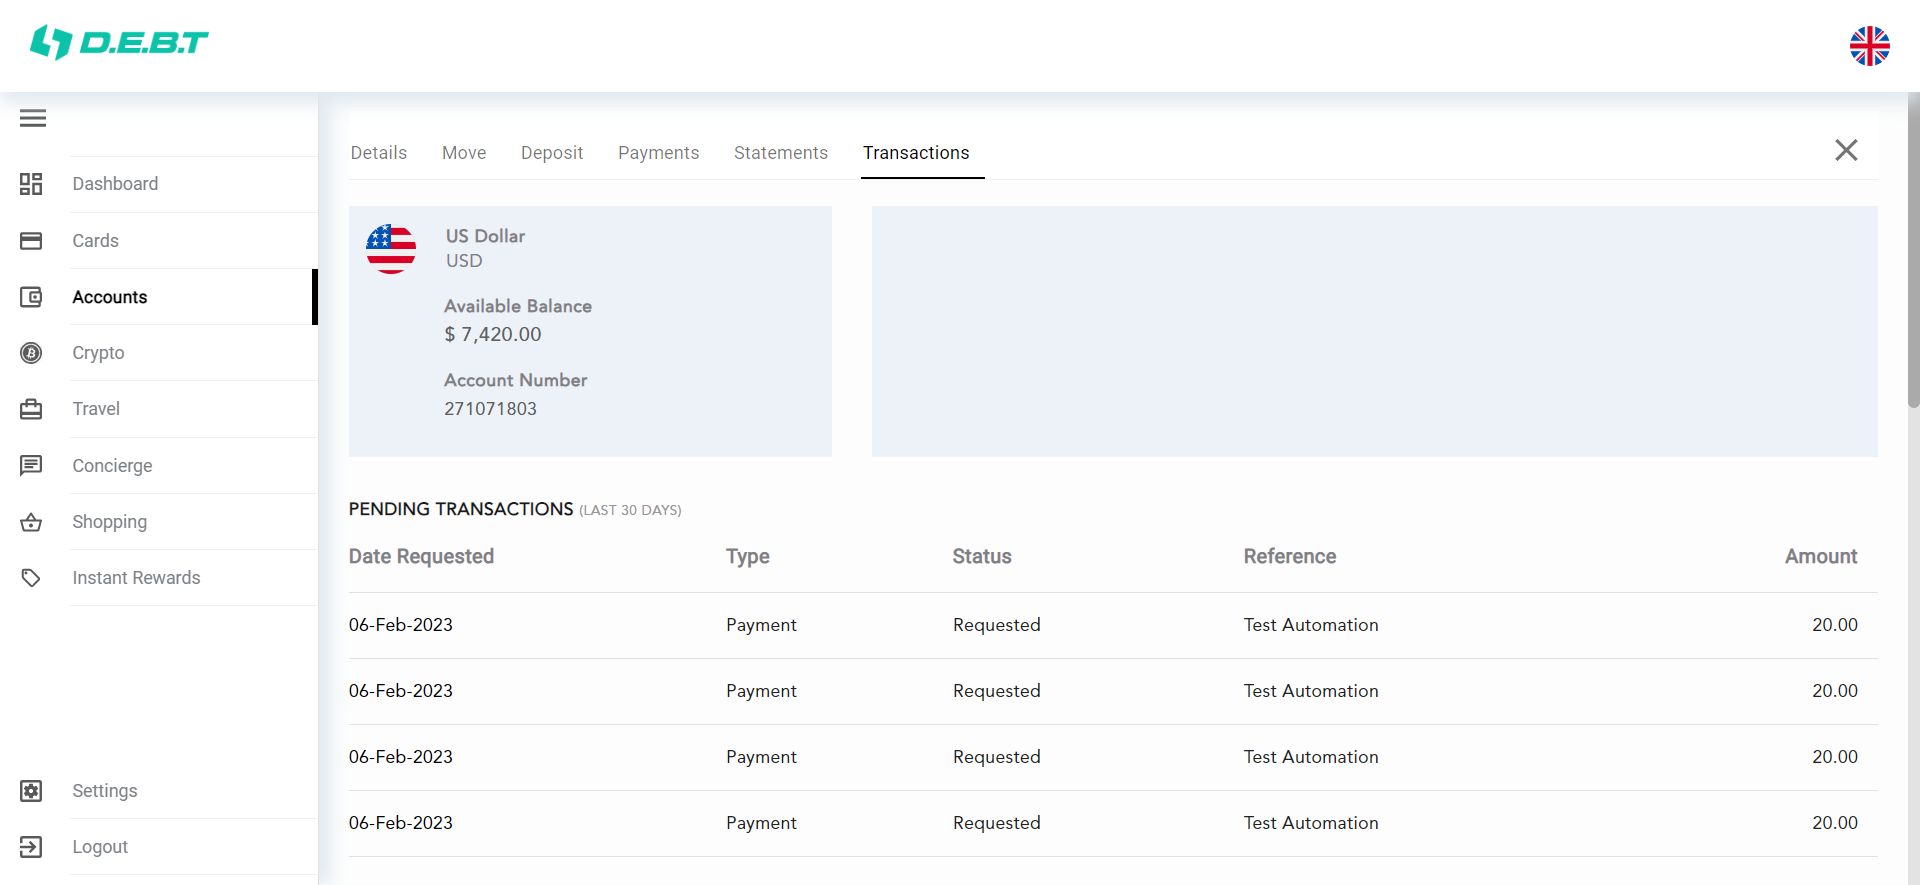 D.E.B.T
Details Move Deposit Payments Statements Transactions
Dashboard
Cards
Accounts
Crypto
Travel
Concierge
Shopping
Instant Rewards
Settings
Logout
US Dollar
USD
Available Balance
$ 7,420.00
Account Number
271071803
PENDING TRANSACTIONS (LAST 30 DAYS)
Date Requested Type Status Reference Amount
06-Feb-2023 Payment Requested Test Automation 20.00
06-Feb-2023 Payment Requested Test Automation 20.00
06-Feb-2023 Payment Requested Test Automation 20.00
06-Feb-2023 Payment Requested Test Automation 20.00